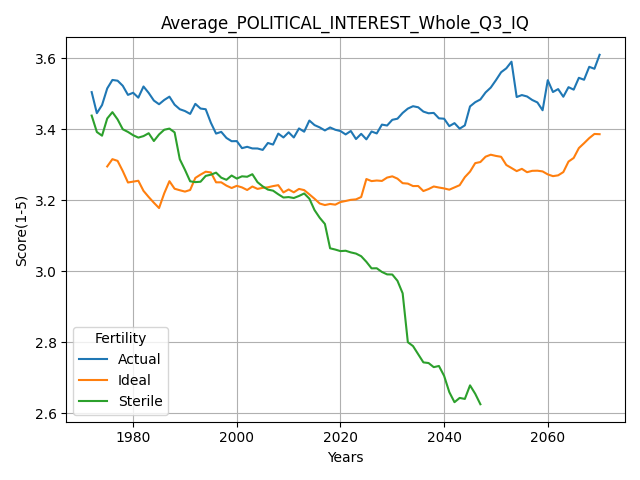 Average_POLITICAL_INTEREST_Whole_Q3_IQ
Score(1-5)
3.6
3.4
3.2
3.0
2.8
2.6
Fertility
Actual
Ideal
Sterile
1980 2000 2020 2040 2060
Years